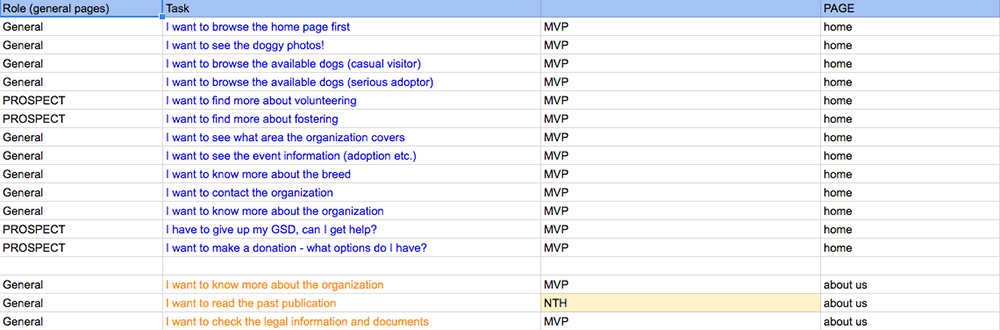 Role (general pages) Task PAGE
General I want to browse the home page first MVP home
General I want to see the doggy photos! MVP home
General I want to browse the available dogs (casual visitor) MVP home
General I want to browse the available dogs (serious adoptor) MVP home
PROSPECT I want to find more about volunteering MVP home
PROSPECT I want to find more about fostering MVP home
General I want to see what area the organization covers MVP home
General I want to see the event information (adoption etc.) MVP home
General I want to know more about the breed MVP home
General I want to contact the organization MVP home
General I want to know more about the organization MVP home
PROSPECT I have to give up my GSD, can I get help? MVP home
PROSPECT I want to make a donation - what options do I have? MVP home
General I want to know more about the organization MVP about us
General I want to read the past publication NTH about us
General I want to check the legal information and documents MVP about us